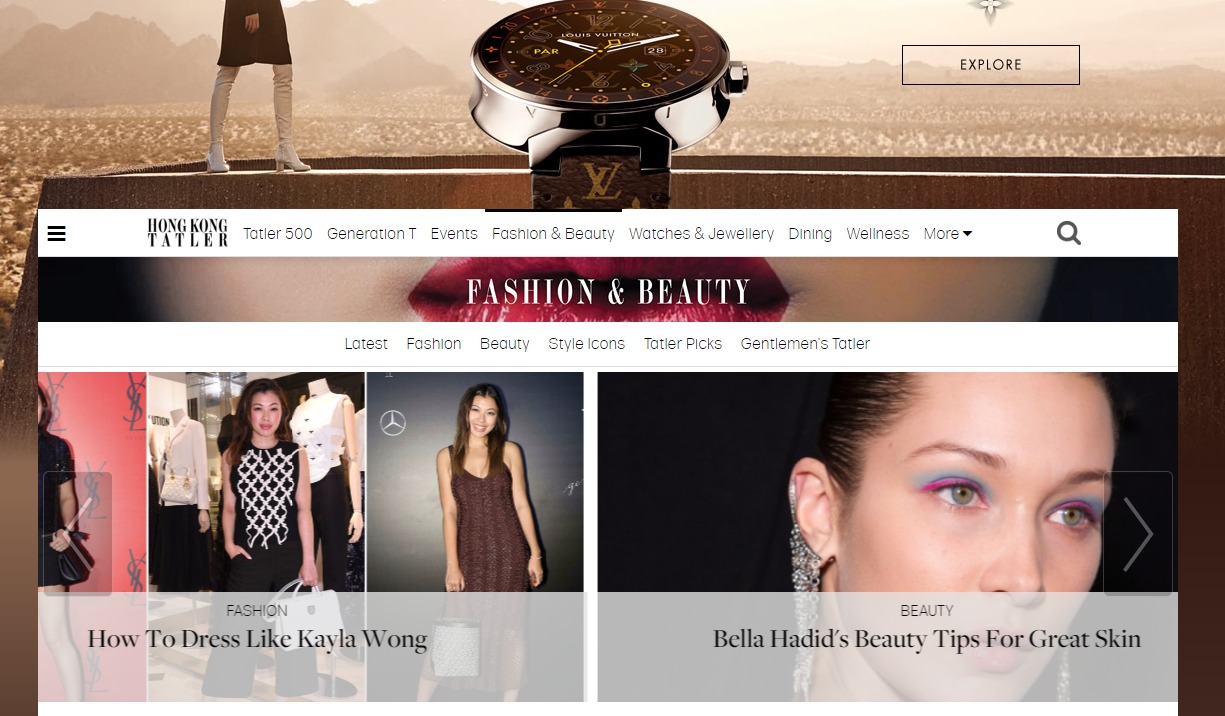 LOUIS VUITTON
12
PAR
28
LV
EXPLORE
HONG KONG
TATLER
Tatler 500 Generation T Events Fashion & Beauty Watches & Jewellery Dining Wellness More
FASHION & BEAUTY
Latest Fashion Beauty Style Icons Tatler Picks Gentlemen's Tatler
FASHION
How To Dress Like Kayla Wong
BEAUTY
Bella Hadid's Beauty Tips For Great Skin